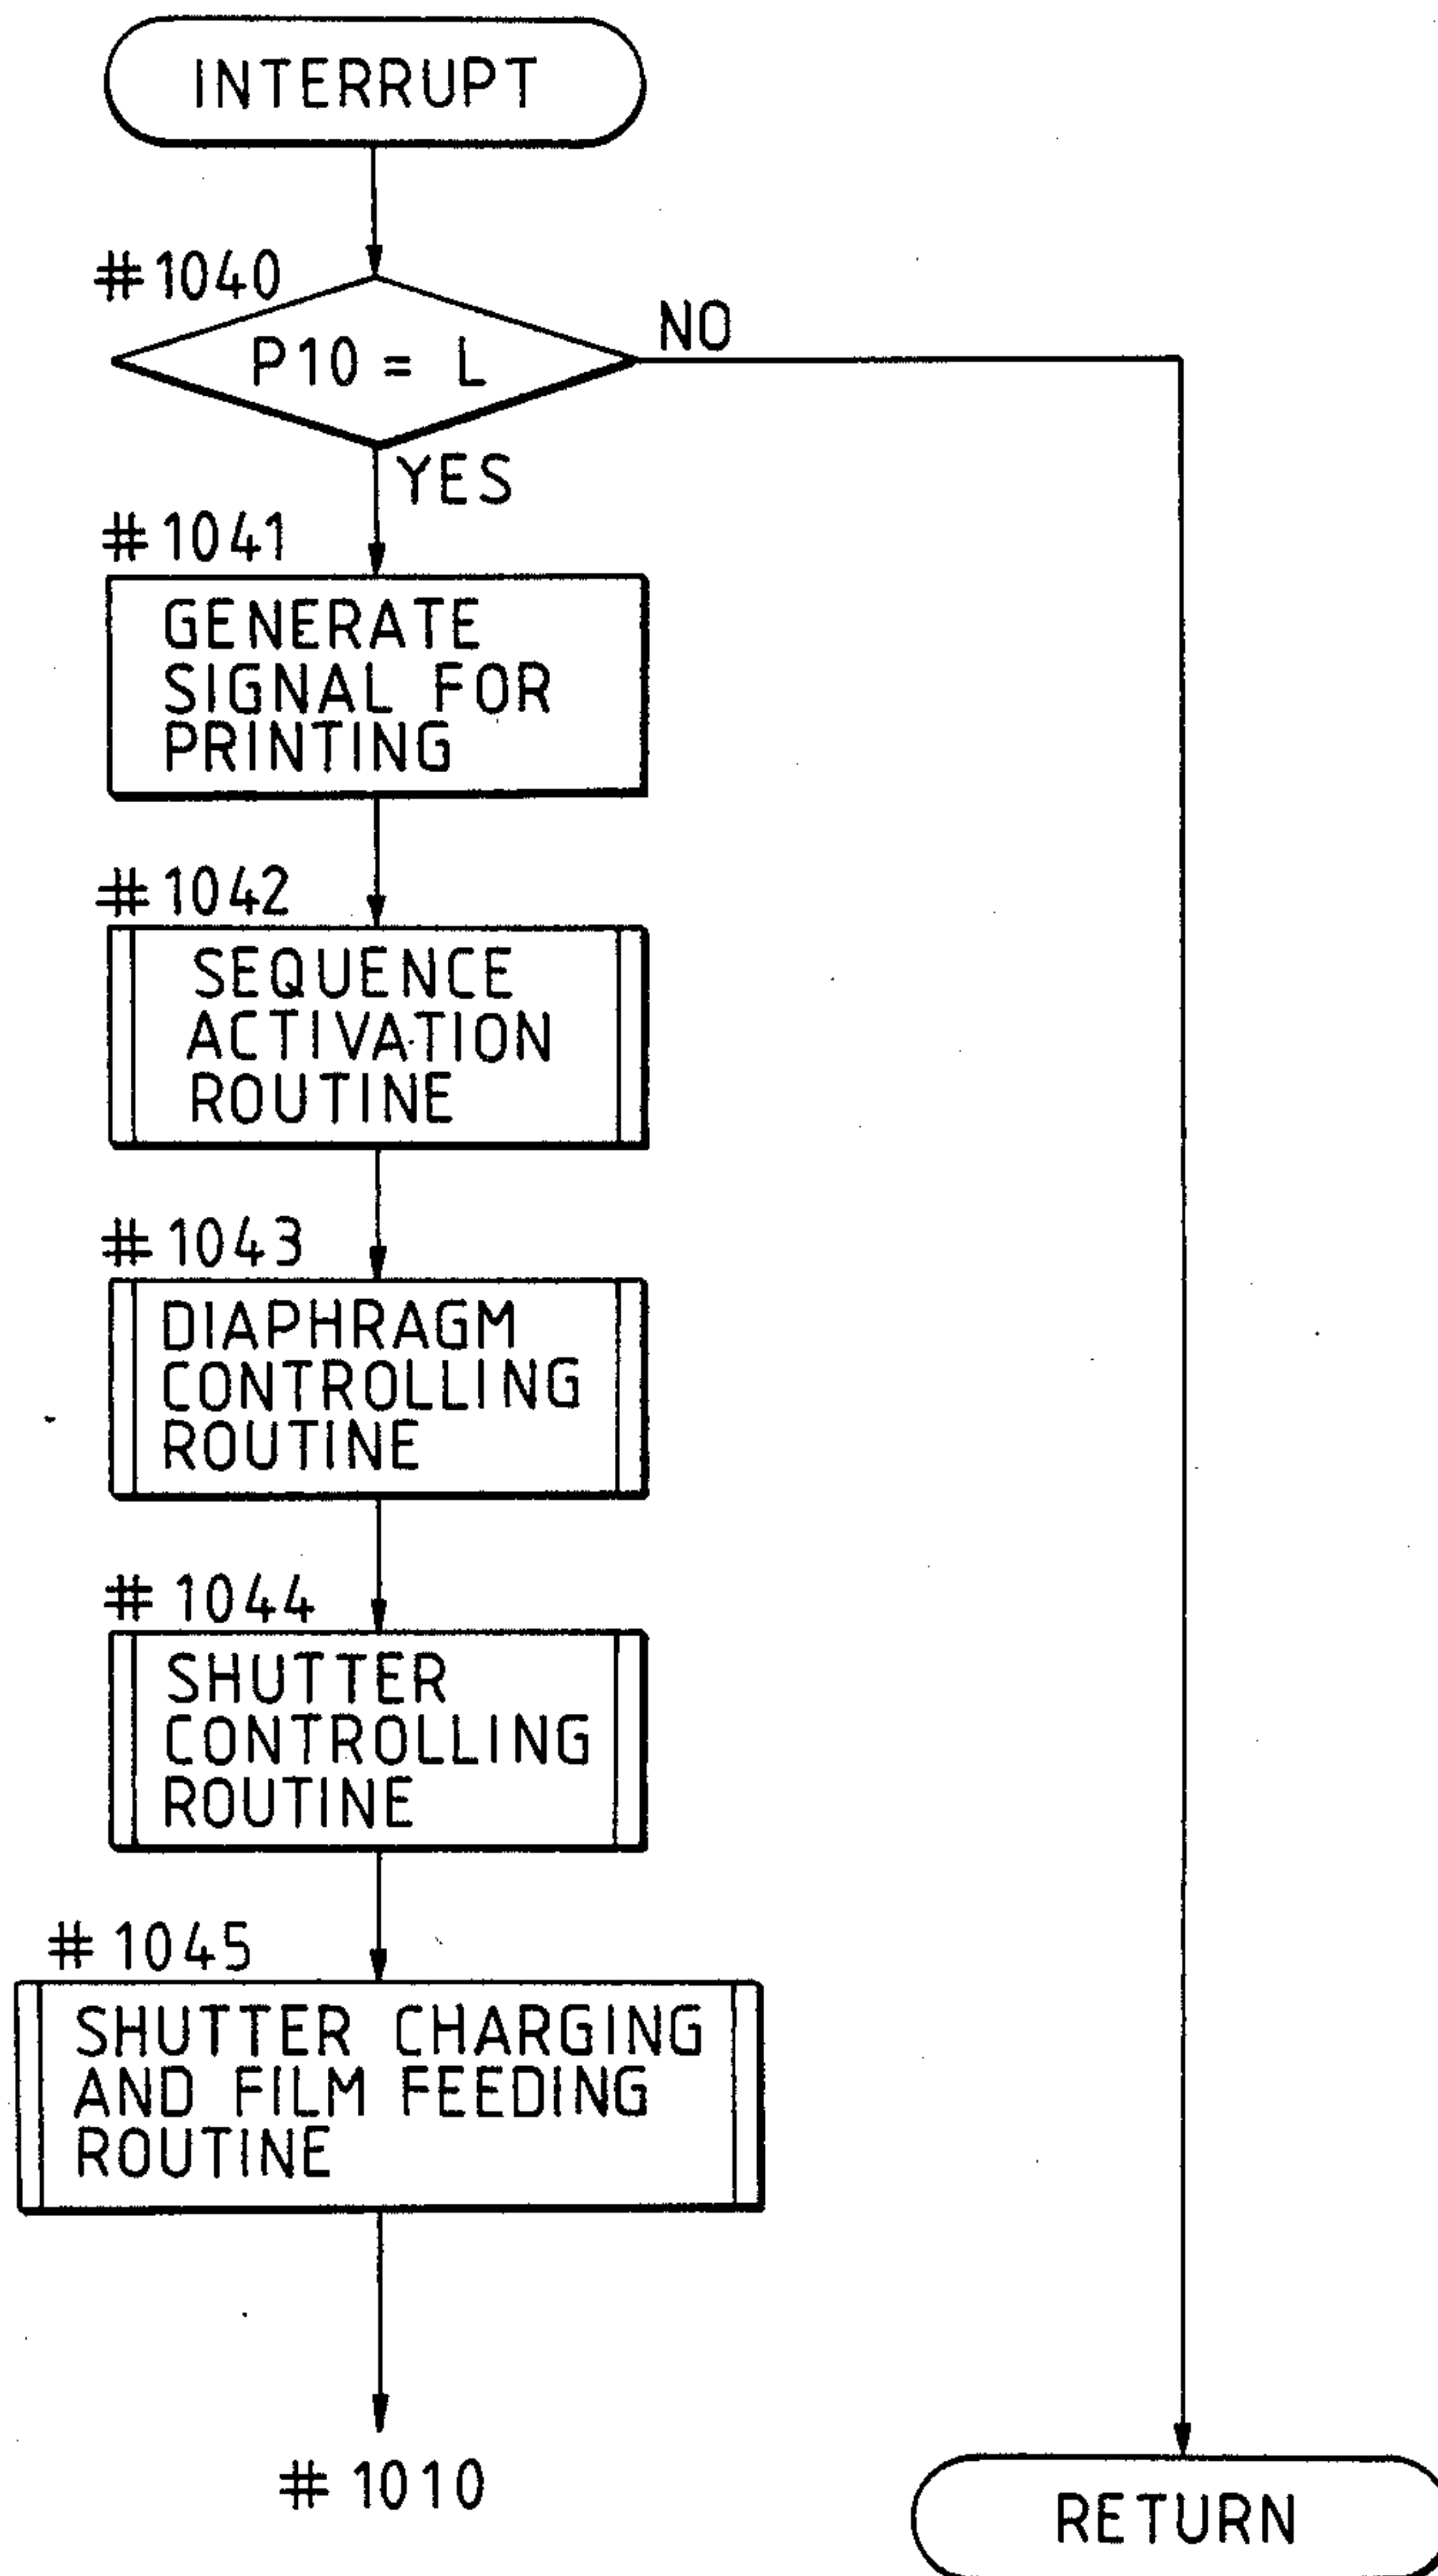 INTERRUPT
#1040
P10 = L
NO
YES
#1041
GENERATE
SIGNAL FOR
PRINTING
#1042
SEQUENCE
ACTIVATION
ROUTINE
#1043
DIAPHRAGM
CONTROLLING
ROUTINE
#1044
SHUTTER
CONTROLLING
ROUTINE
#1045
SHUTTER CHARGING
AND FILM FEEDING
ROUTINE
#1010
RETURN